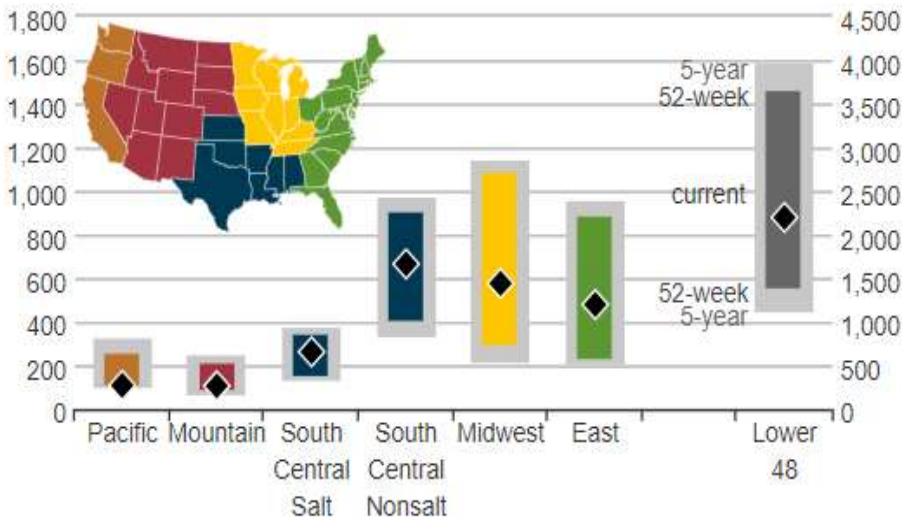 1,800
1,600
1,400
1,200
1,000
800
600
400
200
0
4,500
4,000
3,500
3,000
2,500
2,000
1,500
1,000
500
0
5-year
52-week
current
52-week
5-year
Pacific
Mountain
South
Central
Salt
South
Central
Nonsalt
Midwest
East
Lower
48